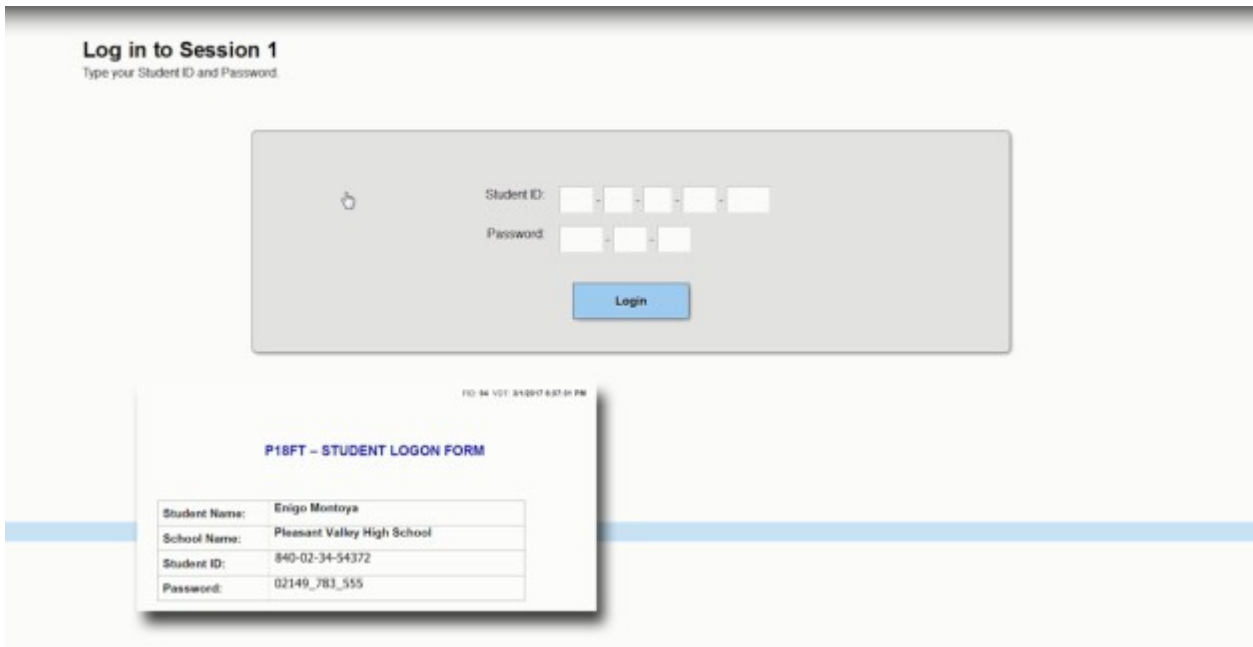 Log in to Session 1
Type your Student ID and Password.
Student ID: - - - -
Password: - -
Login
P18FT – STUDENT LOGON FORM
Student Name: Enigo Montoya
School Name: Pleasant Valley High School
Student ID: 840-02-34-54372
Password: 02149_783_555